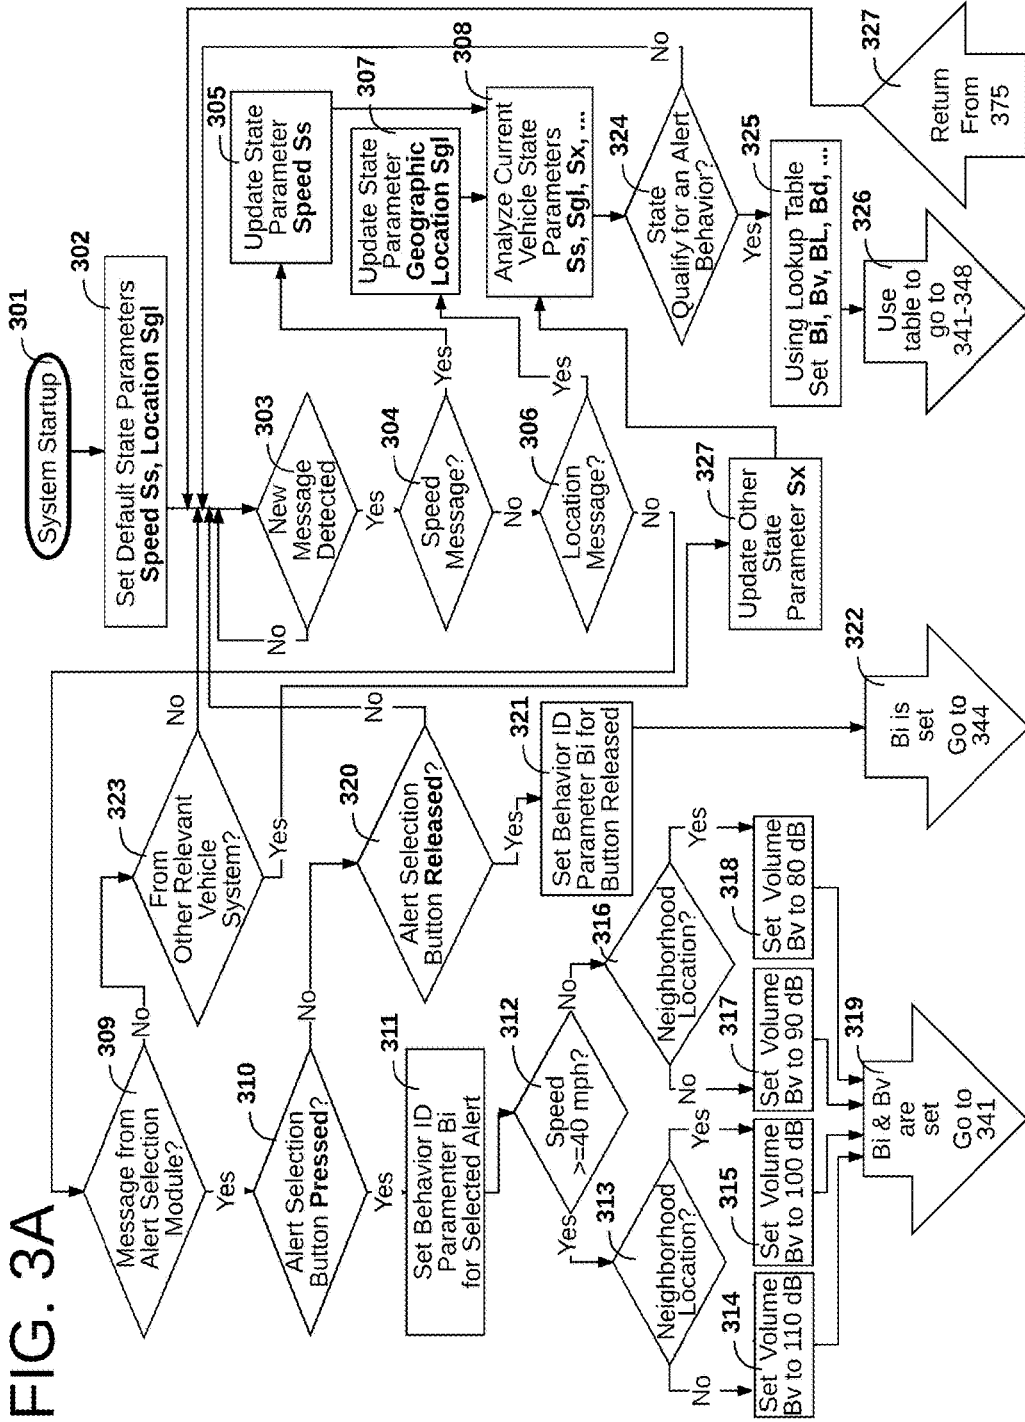 FIG. 3A
System Startup
301
Set Default State Parameters
Speed Ss, Location Sgl
302
New
Message
Detected
303
No
Yes
Speed
Message?
304
Yes
No
Location
Message?
306
Yes
No
Update State
Parameter
Speed Ss
305
Update State
Parameter
Geographic
Location Sgl
307
Analyze Current
Vehicle State
Parameters
Ss, Sgl, Sx, ...
308
State
Qualify for an Alert
Behavior?
324
No
Yes
Using Lookup Table
Set Bi, Bv, BL, Bd, ...
325
Use
table to
go to
341-348
326
Return
From
375
327
Update Other
State
Parameter Sx
327
Message from
Alert Selection
Module?
309
No
Yes
From
Other Relevant
Vehicle
System?
323
No
Yes
Alert Selection
Button Pressed?
310
No
Yes
Alert Selection
Button Released?
320
No
Yes
Set Behavior ID
Parameter Bi for
Button Released
321
Bi is
set
Go to
344
322
Set Behavior ID
Paramenter Bi
for Selected Alert
311
Speed
>=40 mph?
312
Yes
No
Neighborhood
Location?
313
No
Yes
Neighborhood
Location?
316
No
Yes
Set Volume
Bv to 110 dB
314
Set Volume
Bv to 100 dB
315
Set Volume
Bv to 90 dB
317
Set Volume
Bv to 80 dB
318
Bi & Bv
are
set
Go to
341
319